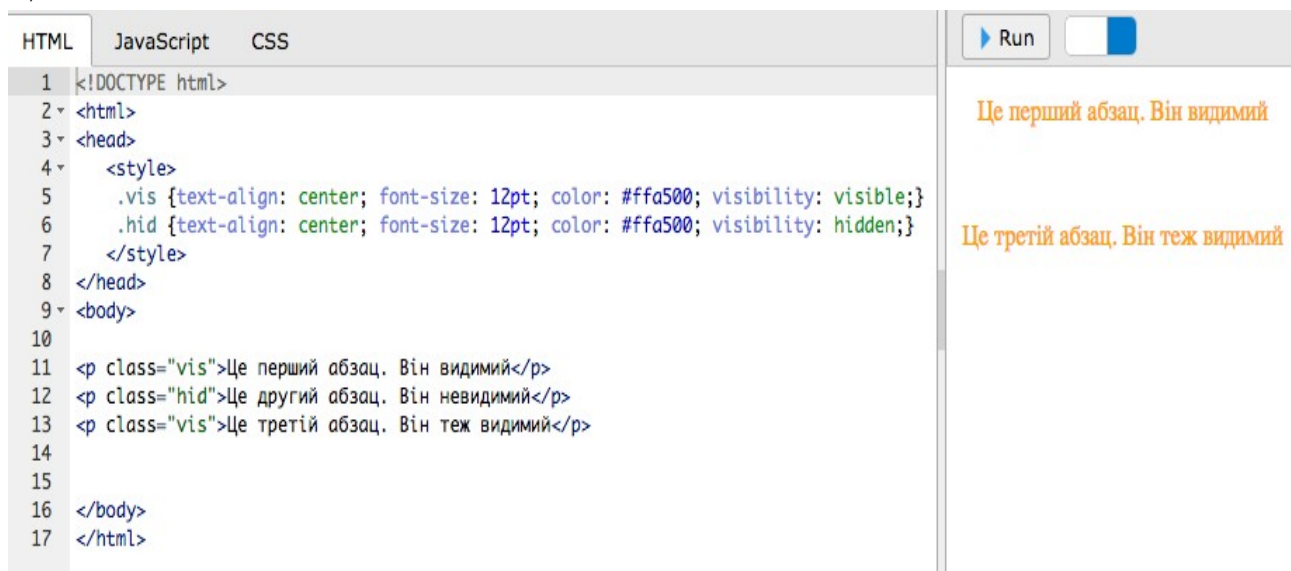 HTML JavaScript CSS
Run
1 <!DOCTYPE html>
2 <html>
3 <head>
4 <style>
5 .vis {text-align: center; font-size: 12pt; color: #ffa500; visibility: visible;}
6 .hid {text-align: center; font-size: 12pt; color: #ffa500; visibility: hidden;}
7 </style>
8 </head>
9 <body>
10
11 <p class="vis">Це перший абзац. Він видимий</p>
12 <p class="hid">Це другий абзац. Він невидимий</p>
13 <p class="vis">Це третій абзац. Він теж видимий</p>
14
15
16 </body>
17 </html>
Це перший абзац. Він видимий
Це третій абзац. Він теж видимий